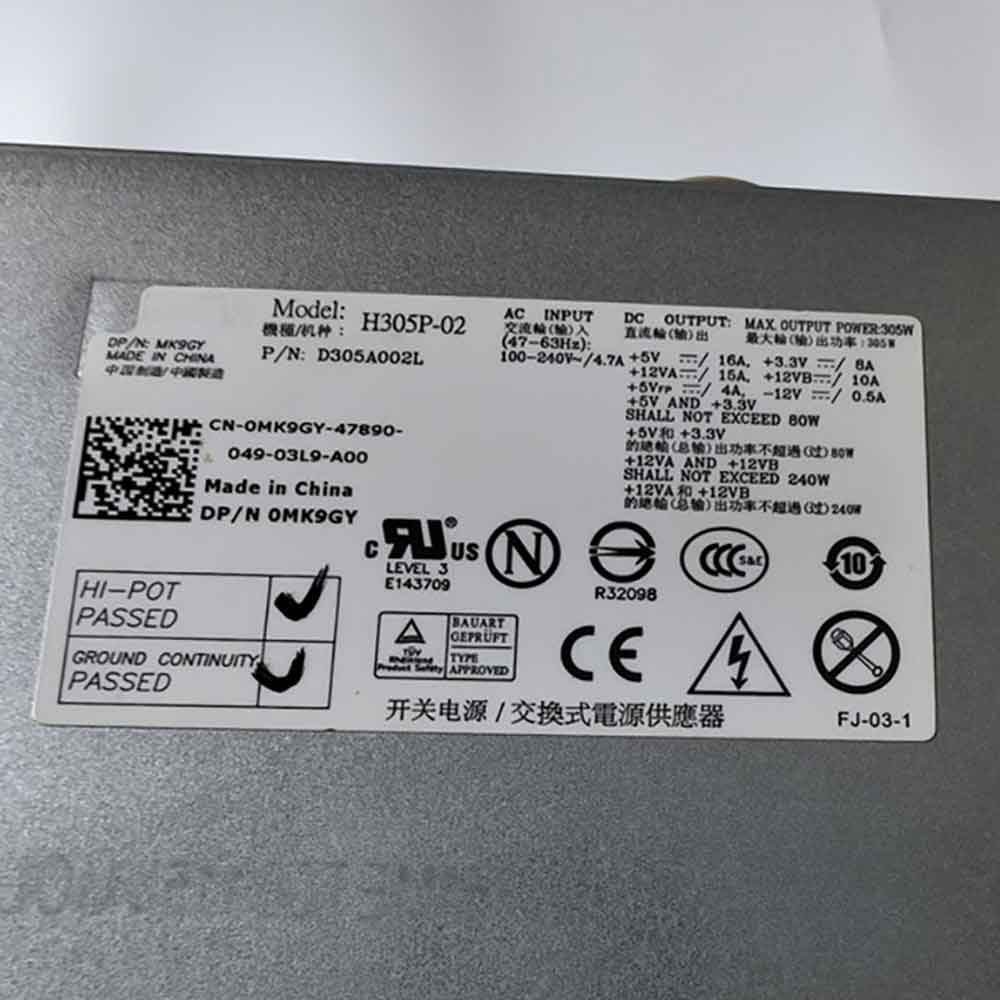 Model: H305P-02
機種/机种 :
P/N: D305A002L
DP/N: MK9GY
MADE IN CHINA
中国制造/中國製造
AC INPUT
交流輸(输)入
(47-63Hz):
100-240V~/4.7A
DC OUTPUT: MAX. OUTPUT POWER:305W
直流輸(输)出 最大輸(输)出功率:305W
+5V ⎓/ 16A, +3.3V ⎓/ 8A
+12VA⎓/ 15A, +12VB⎓/ 10A
+5VFP ⎓/ 4A, -12V ⎓/ 0.5A
+5V AND +3.3V
SHALL NOT EXCEED 80W
+5V和 +3.3V
的總輸(总输)出功率不超過(过)80W
+12VA AND +12VB
SHALL NOT EXCEED 240W
+12VA 和 +12VB
的總輸(总输)出功率不超過(过)240W
CN-0MK9GY-47890-
049-03L9-A00
Made in China
DP/N 0MK9GY
HI-POT
PASSED
GROUND CONTINUITY
PASSED
c RU® US
LEVEL 3
E143709
N
R32098
CCC S&E
10
TÜV
Rheinland
Product Safety
BAUART
GEPRÜFT
TYPE
APPROVED
CE
开关电源/交換式電源供應器
FJ-03-1